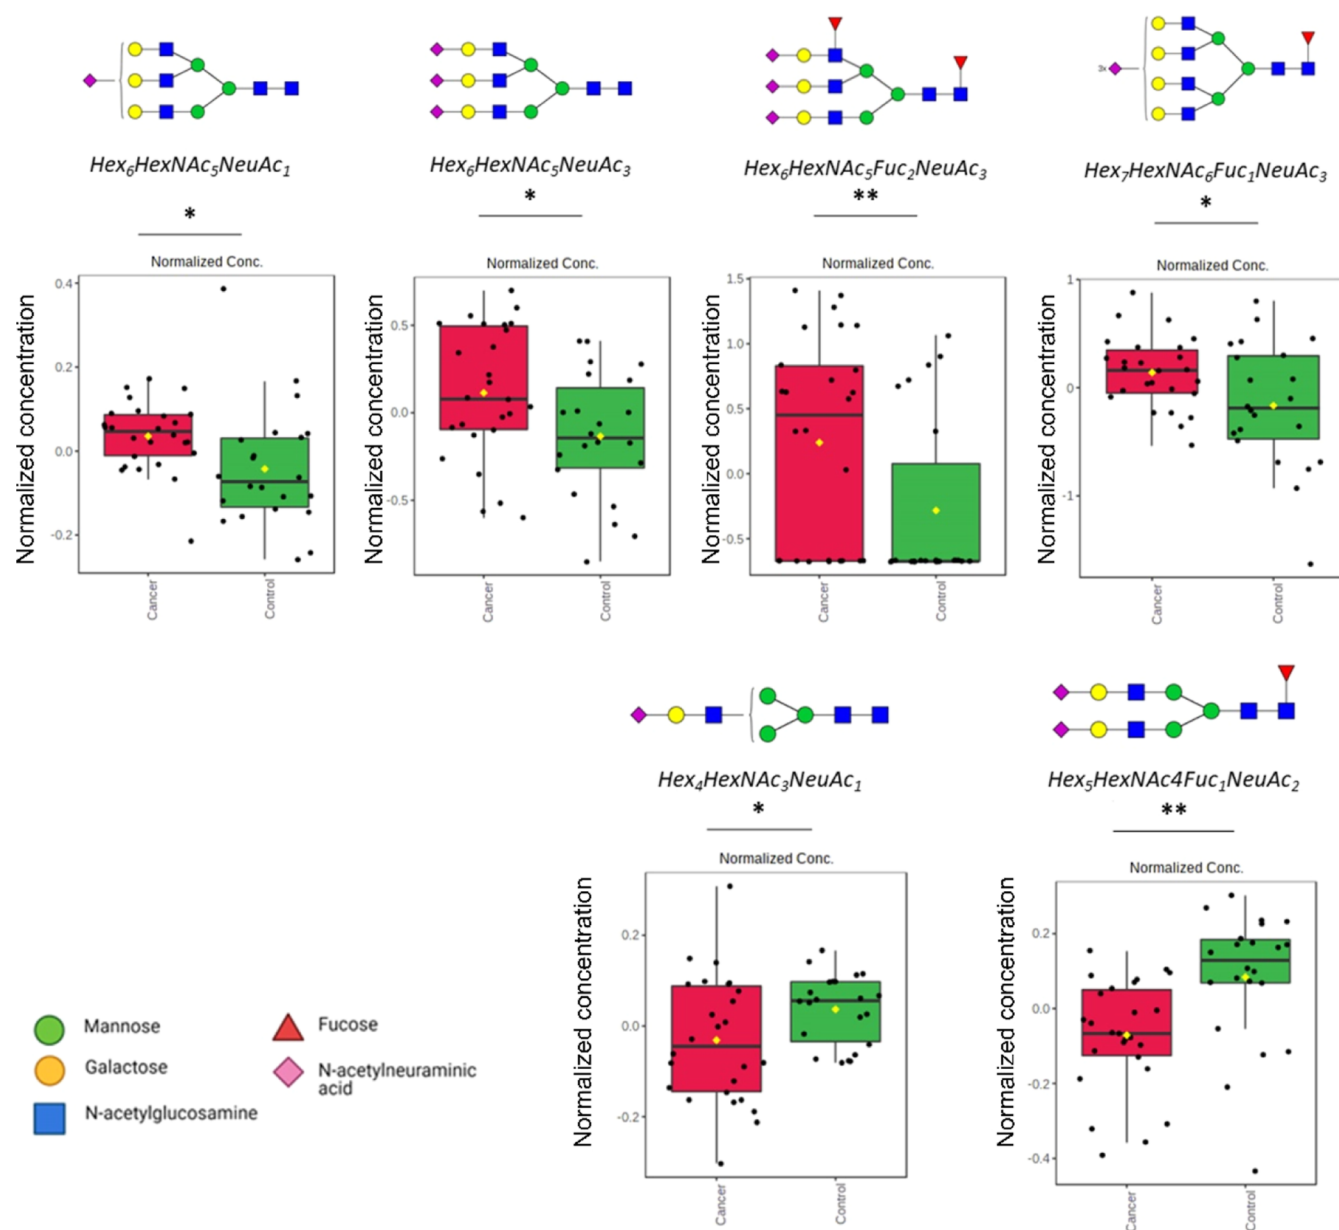 3x
Hex₆HexNAc₅NeuAc₁
Hex₆HexNAc₅NeuAc₃
Hex₆HexNAc₅Fuc₂NeuAc₃
Hex₇HexNAc₆Fuc₁NeuAc₃
*
*
**
*
Normalized Conc.
Normalized Conc.
Normalized Conc.
Normalized Conc.
Normalized concentration
0.4
0.2
0.0
-0.2
Cancer
Control
Normalized concentration
0.5
0.0
-0.5
Cancer
Control
Normalized concentration
1.5
1.0
0.5
0.0
-0.5
Cancer
Control
Normalized concentration
1
0
-1
Cancer
Control
Hex₄HexNAc₃NeuAc₁
Hex₅HexNAc4Fuc₁NeuAc₂
*
**
Normalized Conc.
Normalized Conc.
Normalized concentration
0.2
0.0
-0.2
Cancer
Control
Normalized concentration
0.2
0.0
-0.2
-0.4
Cancer
Control
Mannose
Galactose
N-acetylglucosamine
Fucose
N-acetylneuraminic
acid